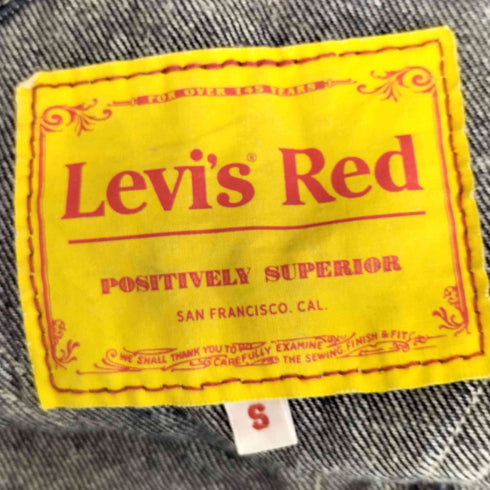 FOR OVER 145 YEARS
Levi's® Red
POSITIVELY SUPERIOR
SAN FRANCISCO. CAL.
WE SHALL THANK YOU TO CAREFULLY EXAMINE THE SEWING FINISH & FIT
S